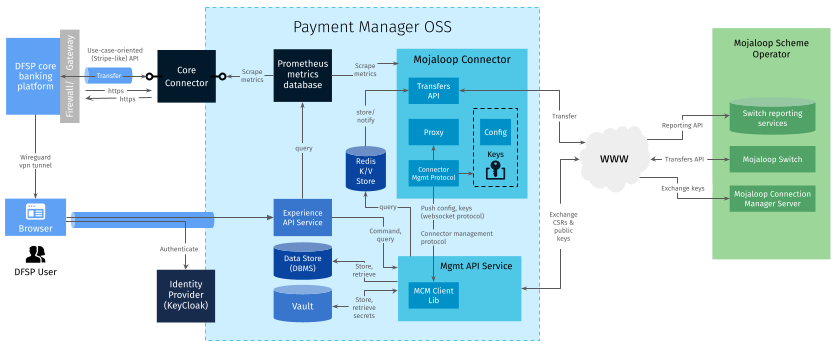 Payment Manager OSS
DFSP core
banking
platform
Firewall/ Gateway
Use-case-oriented
(Stripe-like) API
Transfer
https
https
Core
Connector
Scrape
metrics
Prometheus
metrics
database
Scrape
metrics
Mojaloop Connector
Transfers
API
Proxy
Config
Keys
Connector
Mgmt Protocol
store/
notify
Redis
K/V
Store
query
query
Push config, keys
(websocket protocol)
Connector management
protocol
Transfer
WWW
Exchange
CSRs &
public
keys
Mojaloop Scheme
Operator
Reporting API
Switch reporting
services
Transfers API
Mojaloop Switch
Exchange keys
Mojaloop Connection
Manager Server
Wireguard
vpn tunnel
Browser
DFSP User
Authenticate
Identity
Provider
(KeyCloak)
Experience
API Service
Command,
query
Data Store
(DBMS)
Store,
retrieve
Vault
Store,
retrieve
secrets
Mgmt API Service
MCM Client
Lib